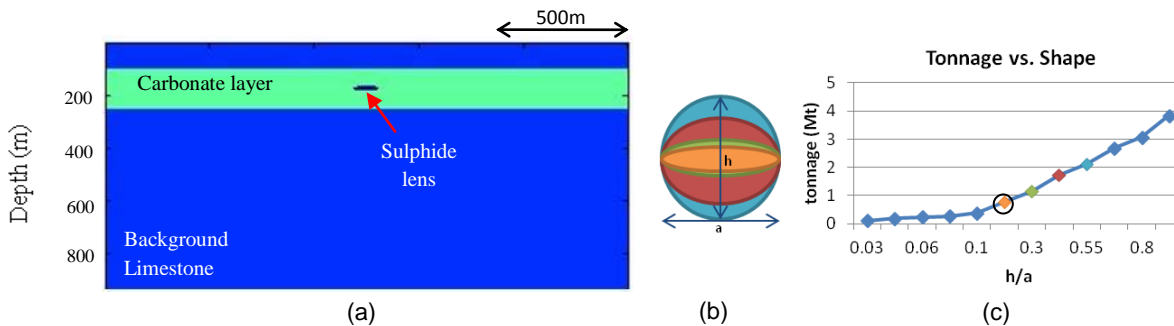 500m
Depth (m)
200
400
600
800
Carbonate layer
Sulphide
lens
Background
Limestone
(a)
h
a
(b)
Tonnage vs. Shape
tonnage (Mt)
5
4
3
2
1
0
0.03 0.06 0.1 0.3 0.55 0.8
h/a
(c)